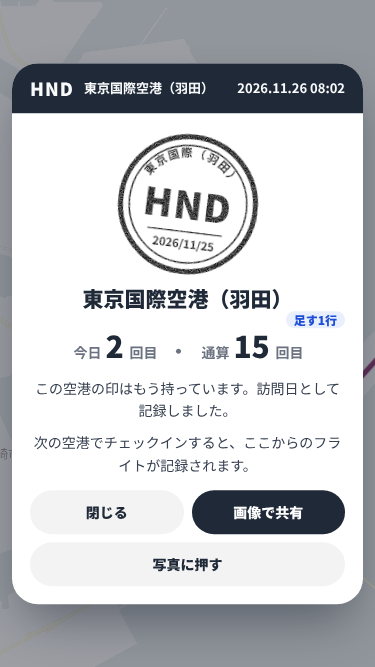 HND 東京国際空港（羽田） 2026.11.26 08:02
東京国際（羽田）
HND
2026/11/25
東京国際空港（羽田）
足す1行
今日 2 回目 • 通算 15 回目
この空港の印はもう持っています。訪問日として
記録しました。
次の空港でチェックインすると、ここからのフラ
イトが記録されます。
閉じる 画像で共有
写真に押す